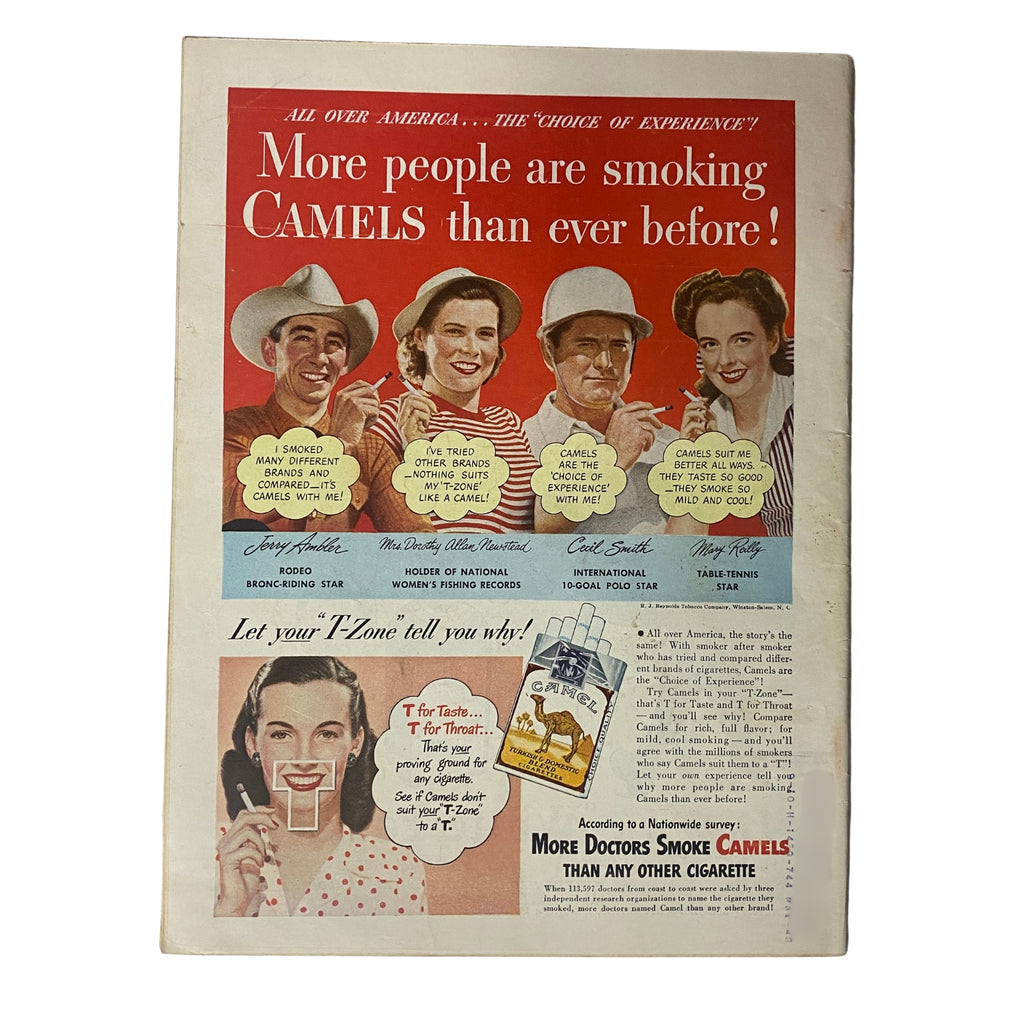 ALL OVER AMERICA . . . THE "CHOICE OF EXPERIENCE"!
More people are smoking
CAMELS than ever before!
I SMOKED
MANY DIFFERENT
BRANDS AND
COMPARED—IT'S
CAMELS WITH ME!
I'VE TRIED
OTHER BRANDS
—NOTHING SUITS
MY 'T-ZONE'
LIKE A CAMEL!
CAMELS
ARE THE
'CHOICE OF
EXPERIENCE'
WITH ME!
CAMELS SUIT ME
BETTER ALL WAYS.
THEY TASTE SO GOOD
—THEY SMOKE SO
MILD AND COOL!
Jerry Ambler
RODEO
BRONC-RIDING STAR
Mrs. Dorothy Allan Newstead
HOLDER OF NATIONAL
WOMEN'S FISHING RECORDS
Cecil Smith
INTERNATIONAL
10-GOAL POLO STAR
Mary Reilly
TABLE-TENNIS
STAR
R. J. Reynolds Tobacco Company, Winston-Salem, N. C.
Let your "T-Zone" tell you why!
T for Taste...
T for Throat...
That's your
proving ground for
any cigarette.
See if Camels don't
suit your "T-Zone"
to a "T."
T
CAMEL
TURKISH & DOMESTIC
BLEND
CIGARETTES
CHOICE QUALITY
● All over America, the story's the
same! With smoker after smoker
who has tried and compared differ-
ent brands of cigarettes, Camels are
the "Choice of Experience"!
Try Camels in your "T-Zone"—
that's T for Taste and T for Throat
—and you'll see why! Compare
Camels for rich, full flavor; for
mild, cool smoking—and you'll
agree with the millions of smokers
who say Camels suit them to a "T"!
Let your own experience tell you
why more people are smoking
Camels than ever before!
According to a Nationwide survey:
MORE DOCTORS SMOKE CAMELS
THAN ANY OTHER CIGARETTE
When 113,597 doctors from coast to coast were asked by three
independent research organizations to name the cigarette they
smoked, more doctors named Camel than any other brand!